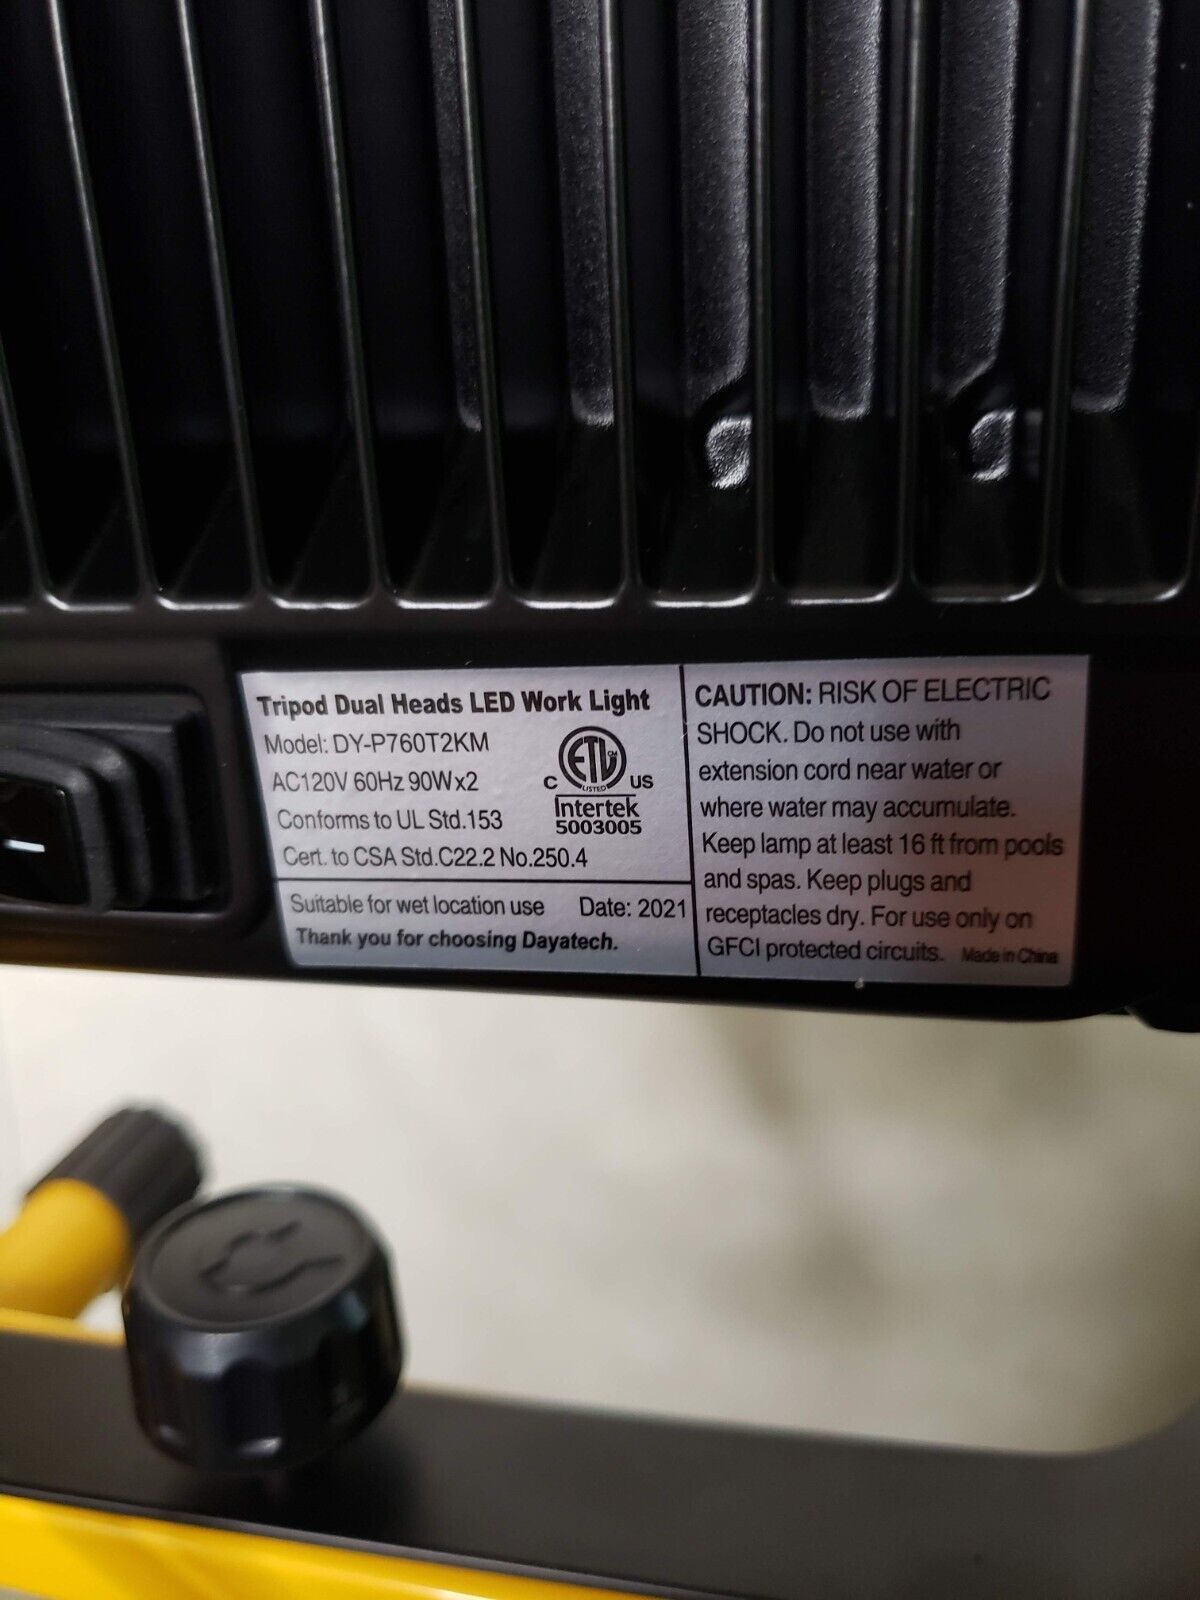 Tripod Dual Heads LED Work Light
Model: DY-P760T2KM
AC120V 60Hz 90Wx2
Conforms to UL Std.153
Cert. to CSA Std.C22.2 No.250.4
ETL CM
LISTED
C US
Intertek
5003005
Suitable for wet location use Date: 2021
Thank you for choosing Dayatech.
CAUTION: RISK OF ELECTRIC
SHOCK. Do not use with
extension cord near water or
where water may accumulate.
Keep lamp at least 16 ft from pools
and spas. Keep plugs and
receptacles dry. For use only on
GFCI protected circuits. Made in China